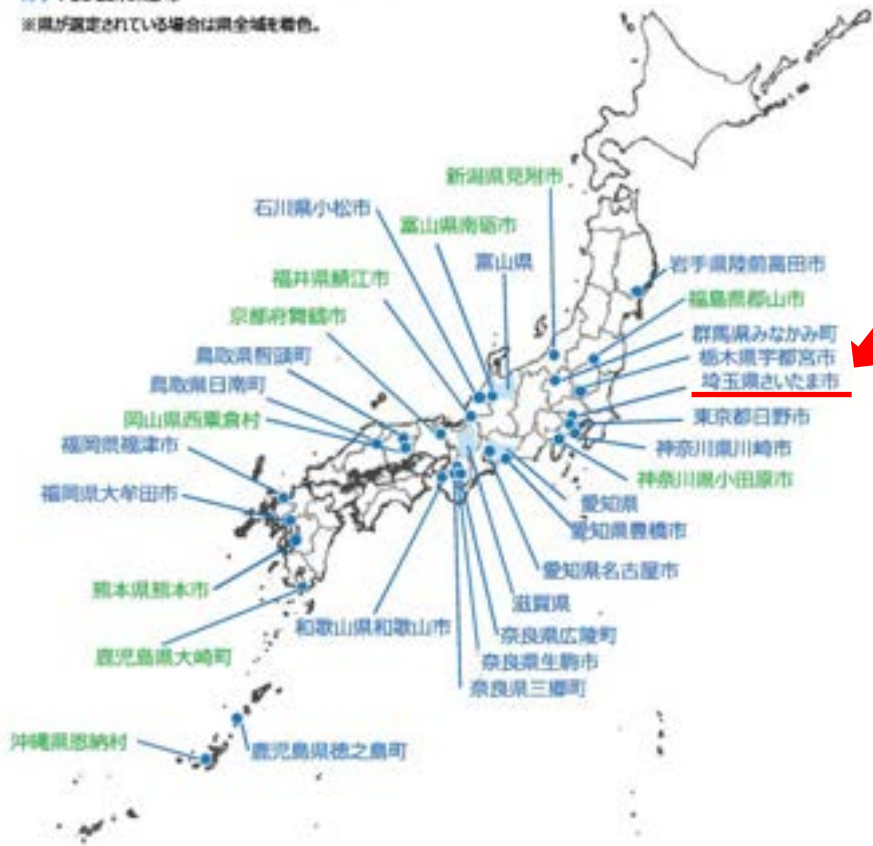 ※県が選定されている場合は県全域を着色。
新潟県見附市
石川県小松市
富山県南砺市
富山県
福井県鯖江市
京都府舞鶴市
鳥取県智頭町
鳥取県日南町
岡山県西粟倉村
福岡県福津市
福岡県大牟田市
熊本県熊本市
鹿児島県大崎町
沖縄県恩納村
鹿児島県徳之島町
岩手県陸前高田市
福島県郡山市
群馬県みなかみ町
栃木県宇都宮市
埼玉県さいたま市
東京都日野市
神奈川県川崎市
神奈川県小田原市
愛知県
愛知県豊橋市
愛知県名古屋市
滋賀県
和歌山県和歌山市
奈良県広陵町
奈良県生駒市
奈良県三郷町